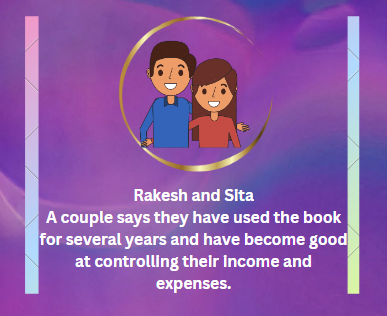 Rakesh and Sita
A couple says they have used the book
for several years and have become good
at controlling their income and
expenses.